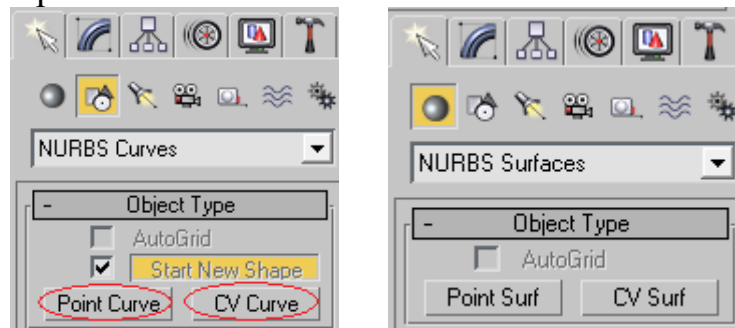 NURBS Curves
- Object Type
AutoGrid
Start New Shape
Point Curve CV Curve
NURBS Surfaces
- Object Type
AutoGrid
Point Surf CV Surf